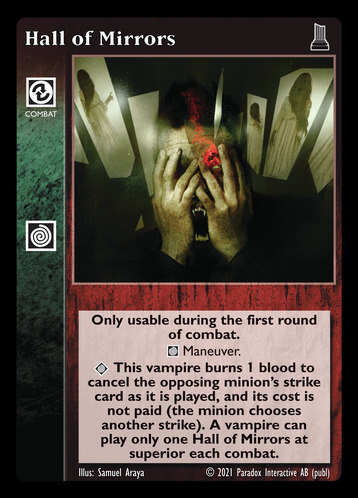 Hall of Mirrors
COMBAT
Only usable during the first round
of combat.
Maneuver.
This vampire burns 1 blood to
cancel the opposing minion's strike
card as it is played, and its cost is
not paid (the minion chooses
another strike). A vampire can
play only one Hall of Mirrors at
superior each combat.
Illus: Samuel Araya © 2021 Paradox Interactive AB (publ)